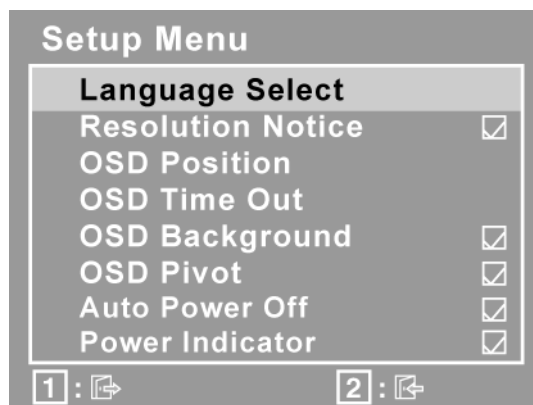 Setup Menu
Language Select
Resolution Notice
OSD Position
OSD Time Out
OSD Background
OSD Pivot
Auto Power Off
Power Indicator
1 : 2 :